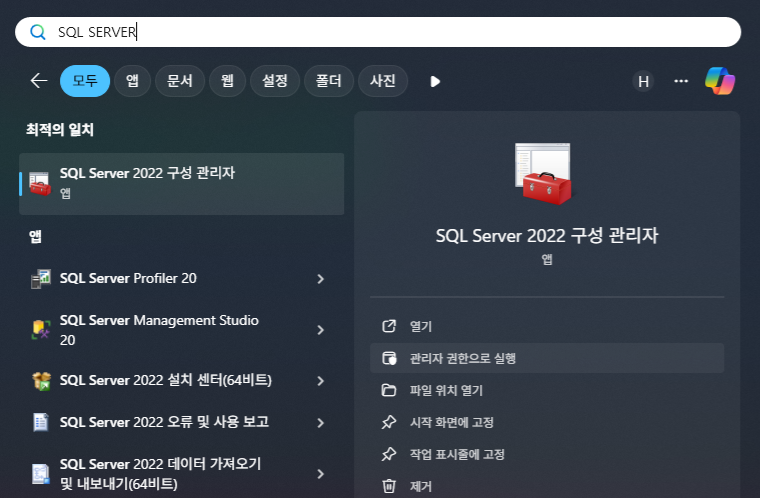 SQL SERVER
모두
앱
문서
웹
설정
폴더
사진
H
최적의 일치
SQL Server 2022 구성 관리자
앱
앱
SQL Server Profiler 20
SQL Server Management Studio
20
SQL Server 2022 설치 센터(64비트)
SQL Server 2022 오류 및 사용 보고
SQL Server 2022 데이터 가져오기
및 내보내기(64비트)
SQL Server 2022 구성 관리자
앱
열기
관리자 권한으로 실행
파일 위치 열기
시작 화면에 고정
작업 표시줄에 고정
제거